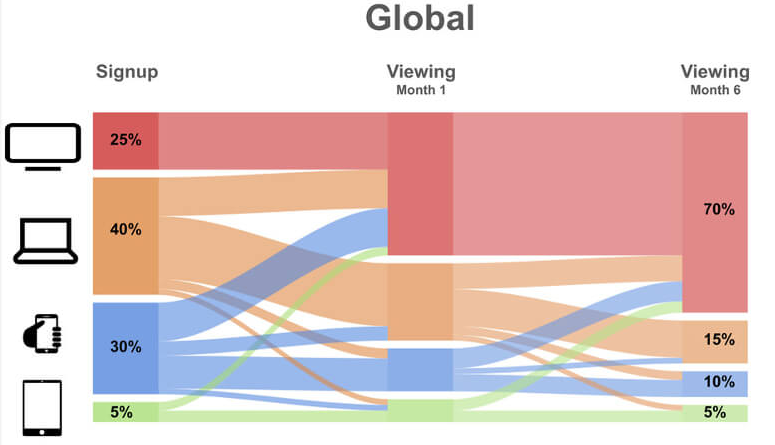 Global
Signup
Viewing
Month 1
Viewing
Month 6
25%
40%
30%
5%
70%
15%
10%
5%